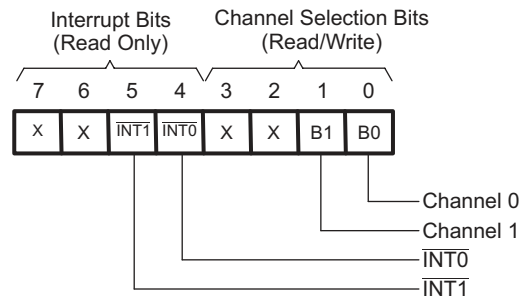 Interrupt Bits Channel Selection Bits
(Read Only) (Read/Write)
7 6 5 4 3 2 1 0
X X INT1 INT0 X X B1 B0
Channel 0
Channel 1
INT0
INT1